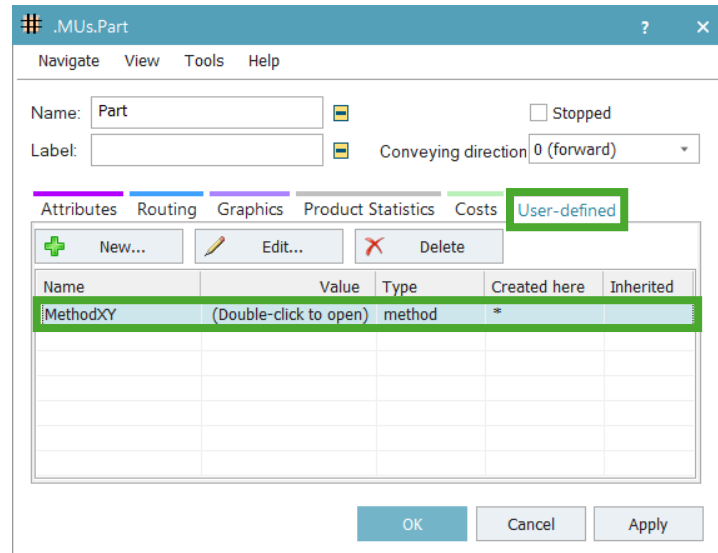 .MUs.Part ? ×
Navigate View Tools Help
Name: Part Stopped
Label: Conveying direction 0 (forward)
Attributes Routing Graphics Product Statistics Costs User-defined
New... Edit... Delete
Name Value Type Created here Inherited
MethodXY (Double-click to open) method *
OK Cancel Apply